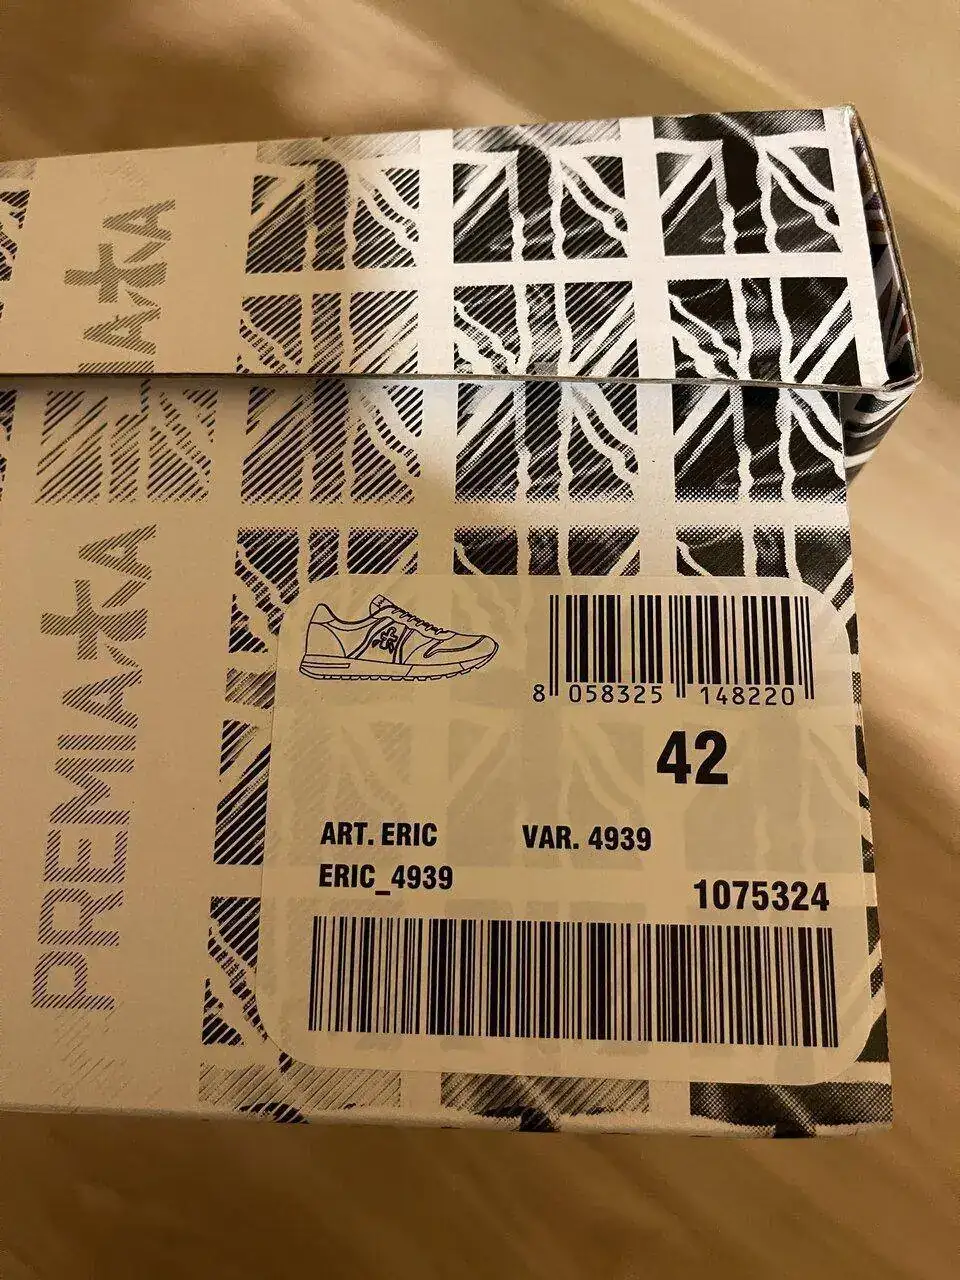 PREMIATA
PREMIATA
8 058325 148220
42
ART. ERIC VAR. 4939
ERIC_4939
1075324